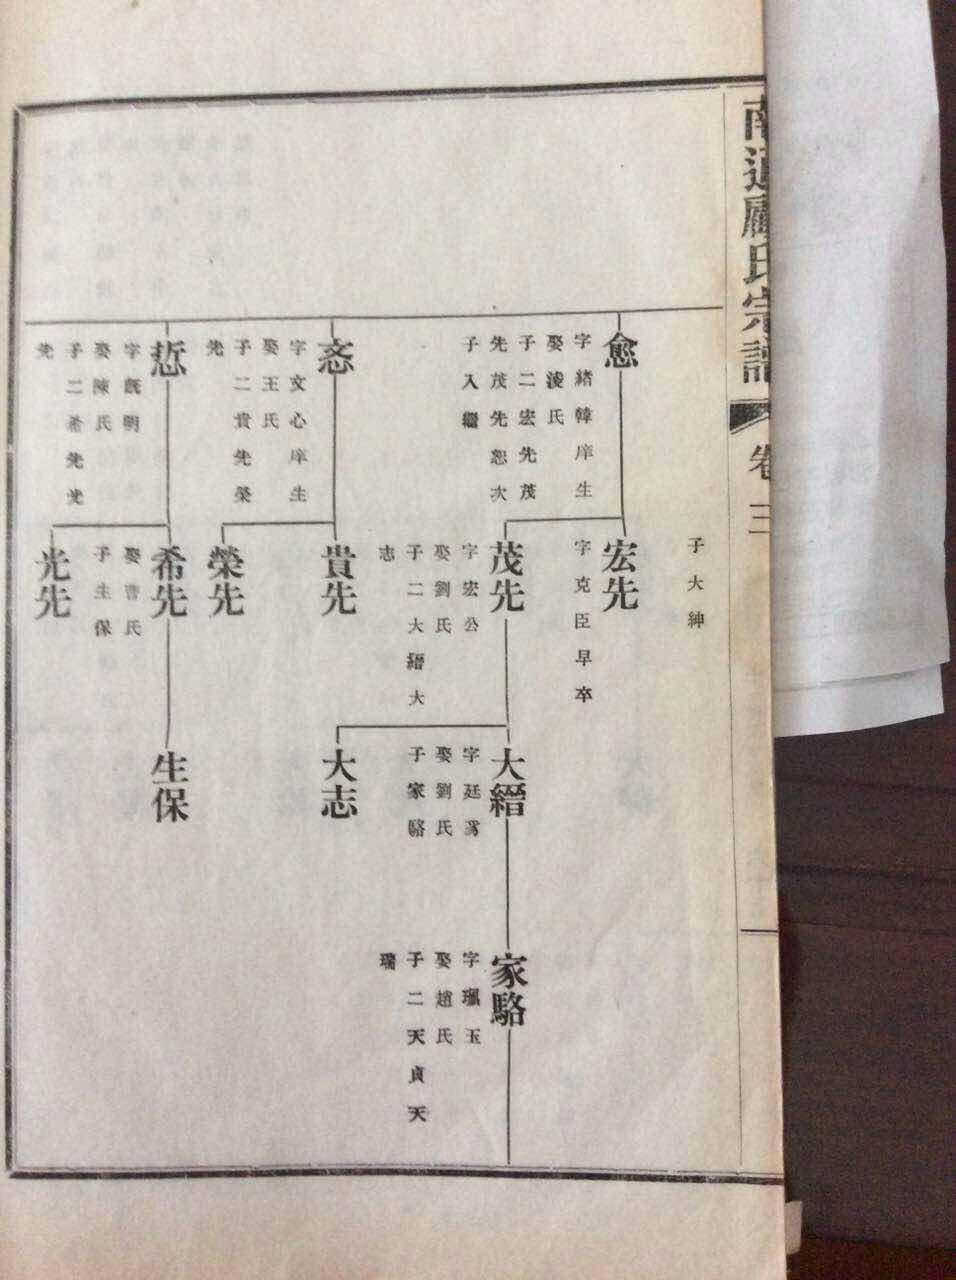 南通顧氏宗譜
卷三
子大紳
愈
字緒韓庠生
娶淩氏
子二宏先茂
先茂先恕次
子入繼
宏先
字克臣早卒
茂先
字宏公
娶劉氏
子二大縉大
志
大縉
字廷
娶劉氏
子家駱
家駱
字珮玉
娶趙氏
子二天貞天
瑞
大志
忞
字文心庠生
娶王氏
子二貴先榮
先
貴先
榮先
悊
字旣明
娶陳氏
子二希先光
先
希先
娶曹氏
子生保
生保
光先